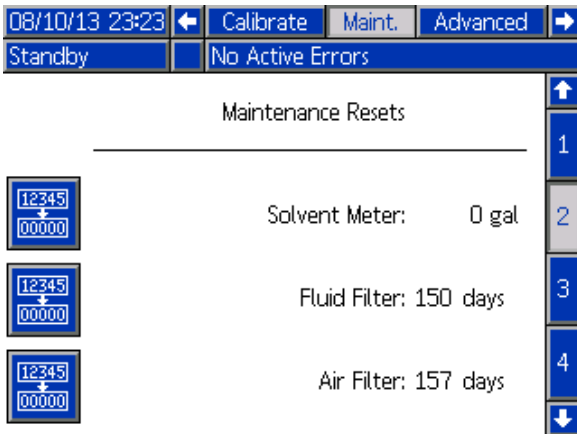 08/10/13 23:23 Calibrate Maint. Advanced
Standby No Active Errors
Maintenance Resets
1
12345
00000
Solvent Meter: 0 gal
2
12345
00000
Fluid Filter: 150 days
3
12345
00000
Air Filter: 157 days
4